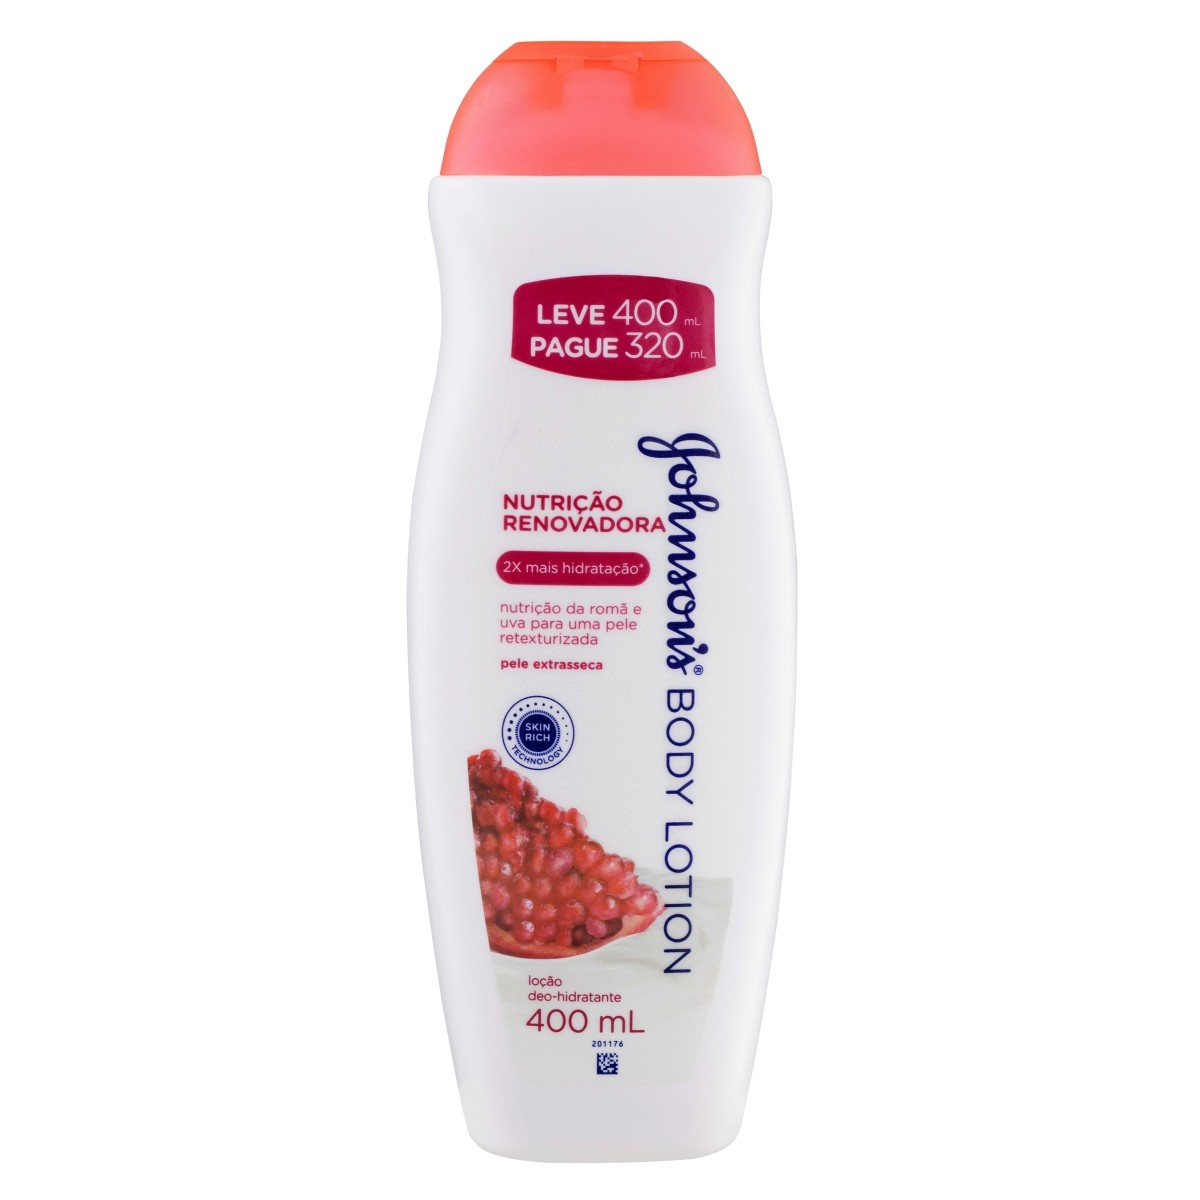 LEVE 400 mL
PAGUE 320 mL
Johnson's® BODY LOTION
NUTRIÇÃO
RENOVADORA
2X mais hidratação*
nutrição da romã e
uva para uma pele
retexturizada
pele extrasseca
SKIN
RICH
TECHNOLOGY
loção
deo-hidratante
400 mL
201176